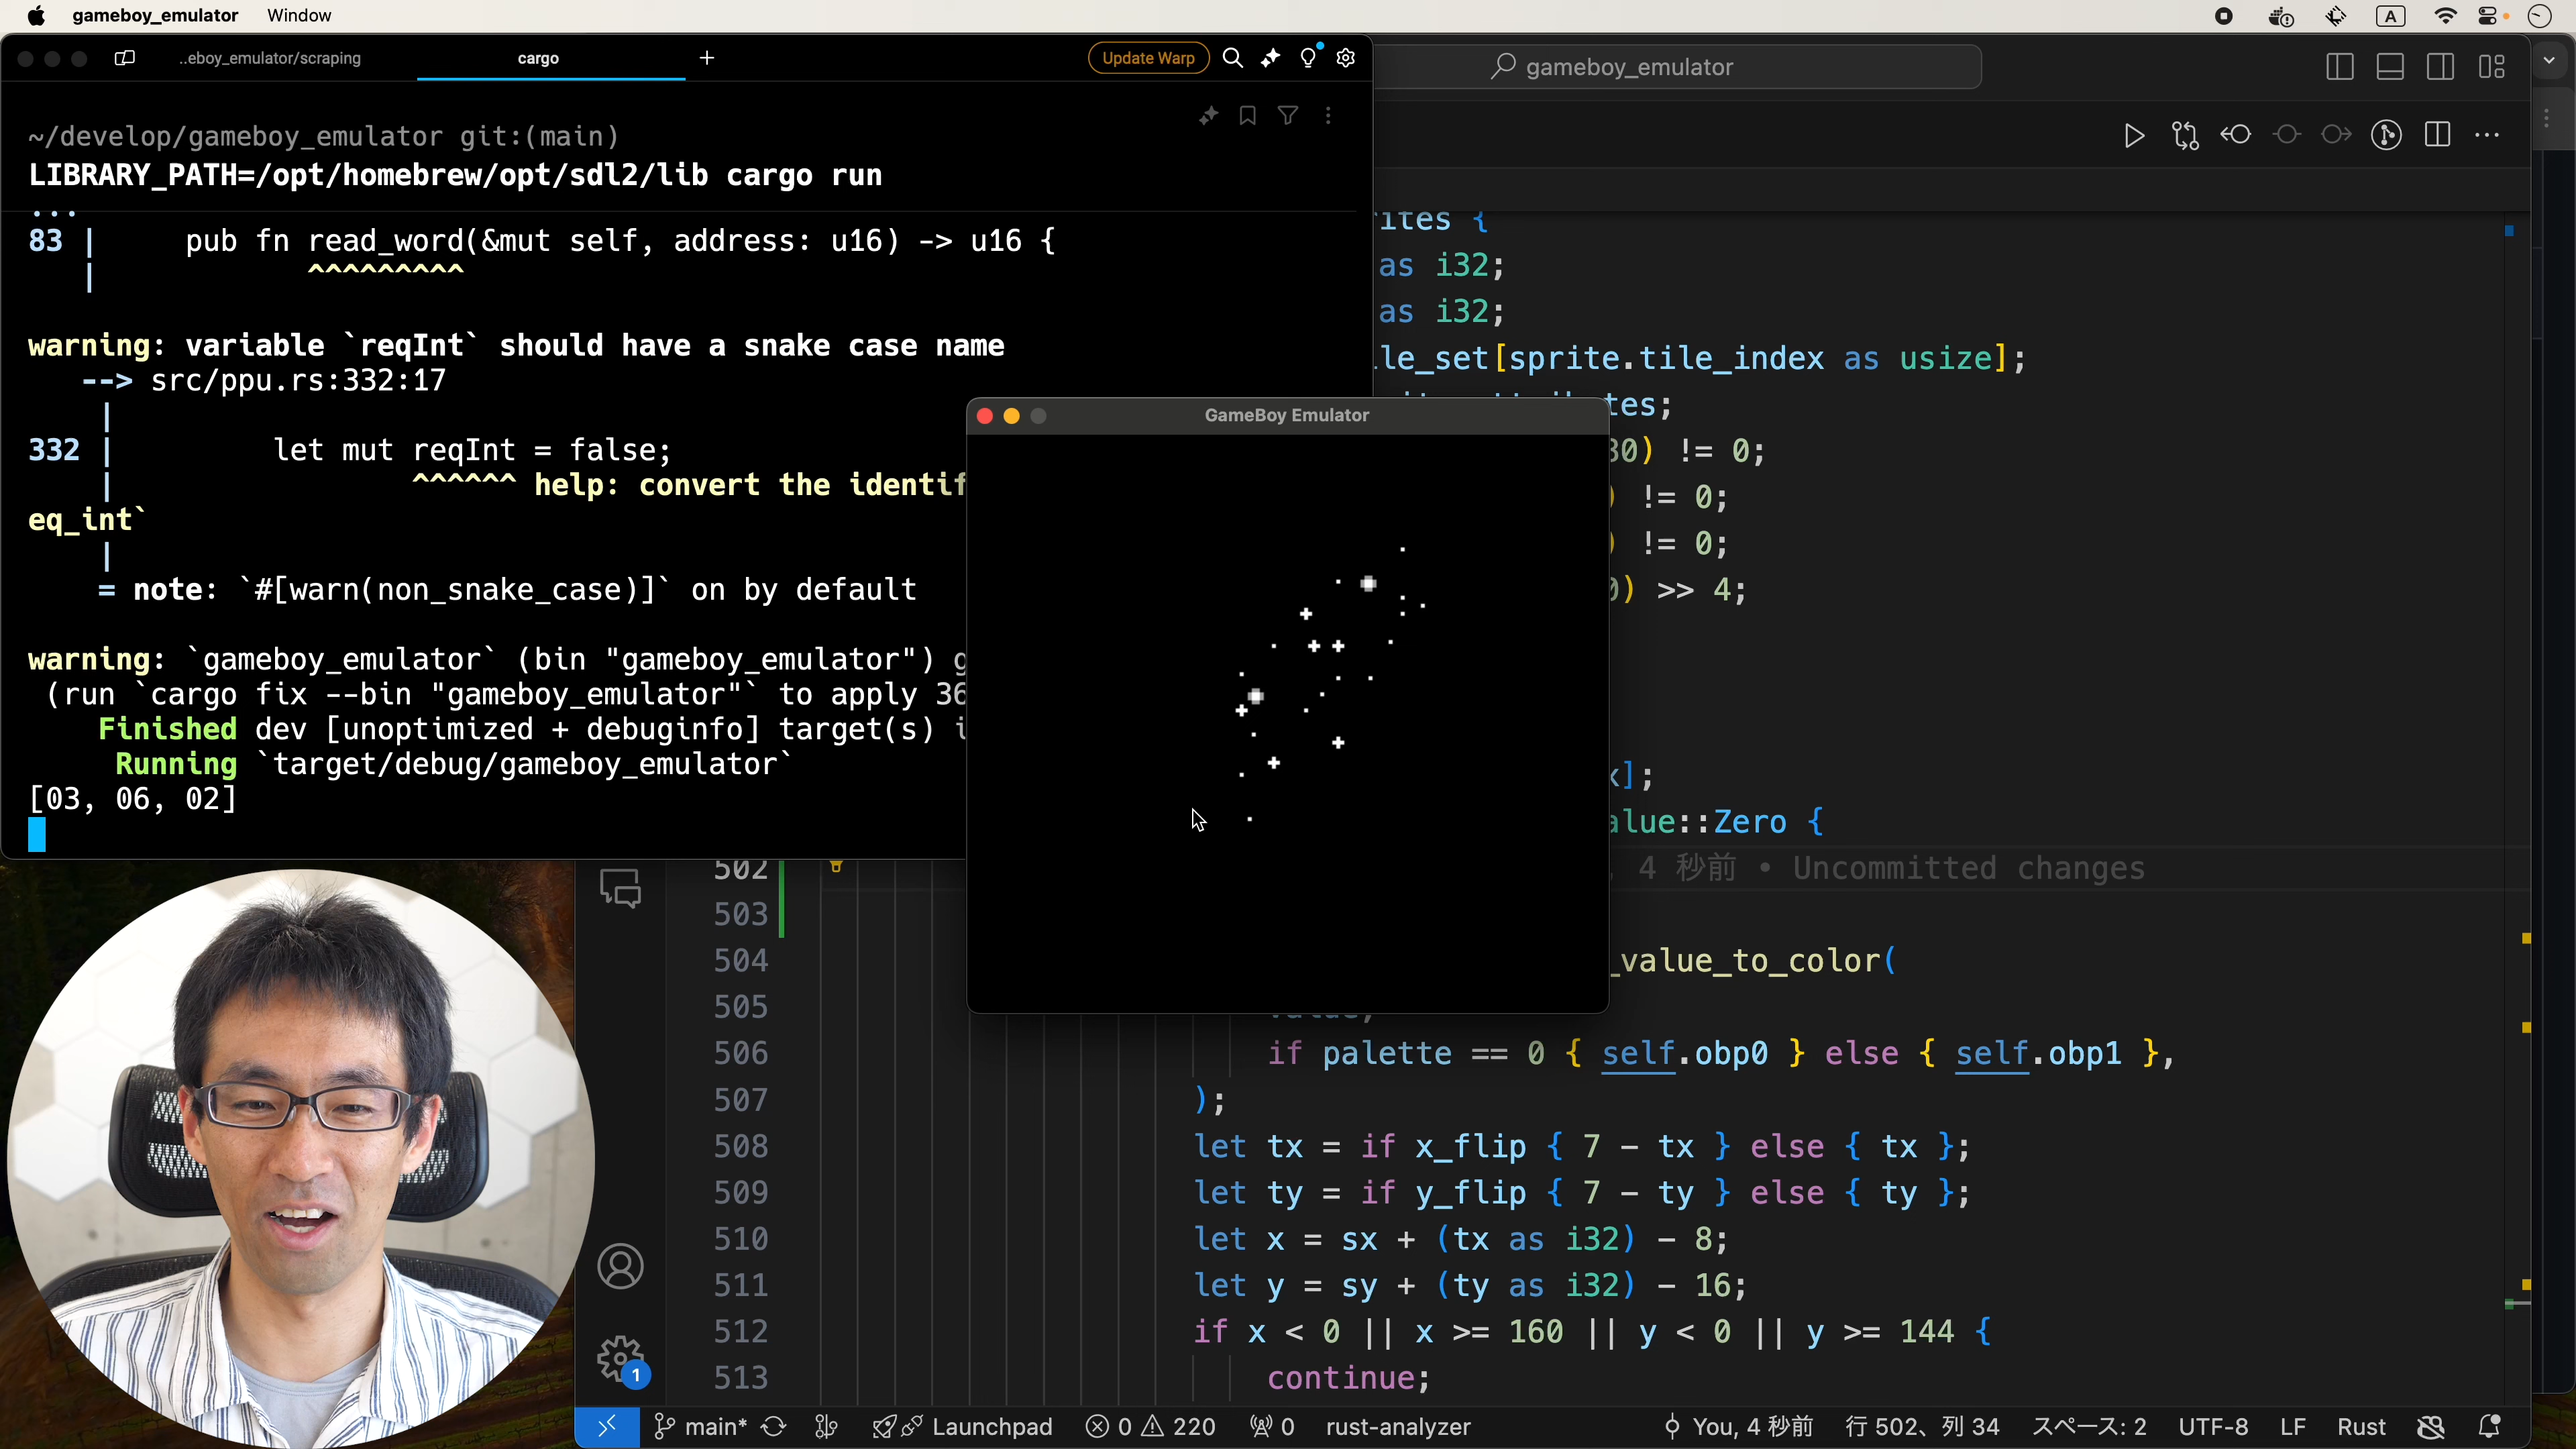 gameboy_emulator Window
A
..eboy_emulator/scraping cargo + Update Warp
gameboy_emulator
~/develop/gameboy_emulator git:(main)
LIBRARY_PATH=/opt/homebrew/opt/sdl2/lib cargo run
...
83 | pub fn read_word(&mut self, address: u16) -> u16 {
| ^^^^^^^^^
warning: variable `reqInt` should have a snake case name
--> src/ppu.rs:332:17
|
332 | let mut reqInt = false;
| ^^^^^^ help: convert the identif
eq_int`
|
= note: `#[warn(non_snake_case)]` on by default
warning: `gameboy_emulator` (bin "gameboy_emulator") g
(run `cargo fix --bin "gameboy_emulator"` to apply 36
Finished dev [unoptimized + debuginfo] target(s) i
Running `target/debug/gameboy_emulator`
[03, 06, 02]
GameBoy Emulator
rites {
as i32;
as i32;
le_set[sprite.tile_index as usize];
tes;
80) != 0;
) != 0;
) != 0;
0) >> 4;
x];
alue::Zero {
502 4 秒前 • Uncommitted changes
503
504 _value_to_color(
505 value,
506 if palette == 0 { self.obp0 } else { self.obp1 },
507 );
508 let tx = if x_flip { 7 - tx } else { tx };
509 let ty = if y_flip { 7 - ty } else { ty };
510 let x = sx + (tx as i32) - 8;
511 let y = sy + (ty as i32) - 16;
512 if x < 0 || x >= 160 || y < 0 || y >= 144 {
513 continue;
1
main* Launchpad 0 220 0 rust-analyzer You, 4 秒前 行 502、列 34 スペース: 2 UTF-8 LF Rust